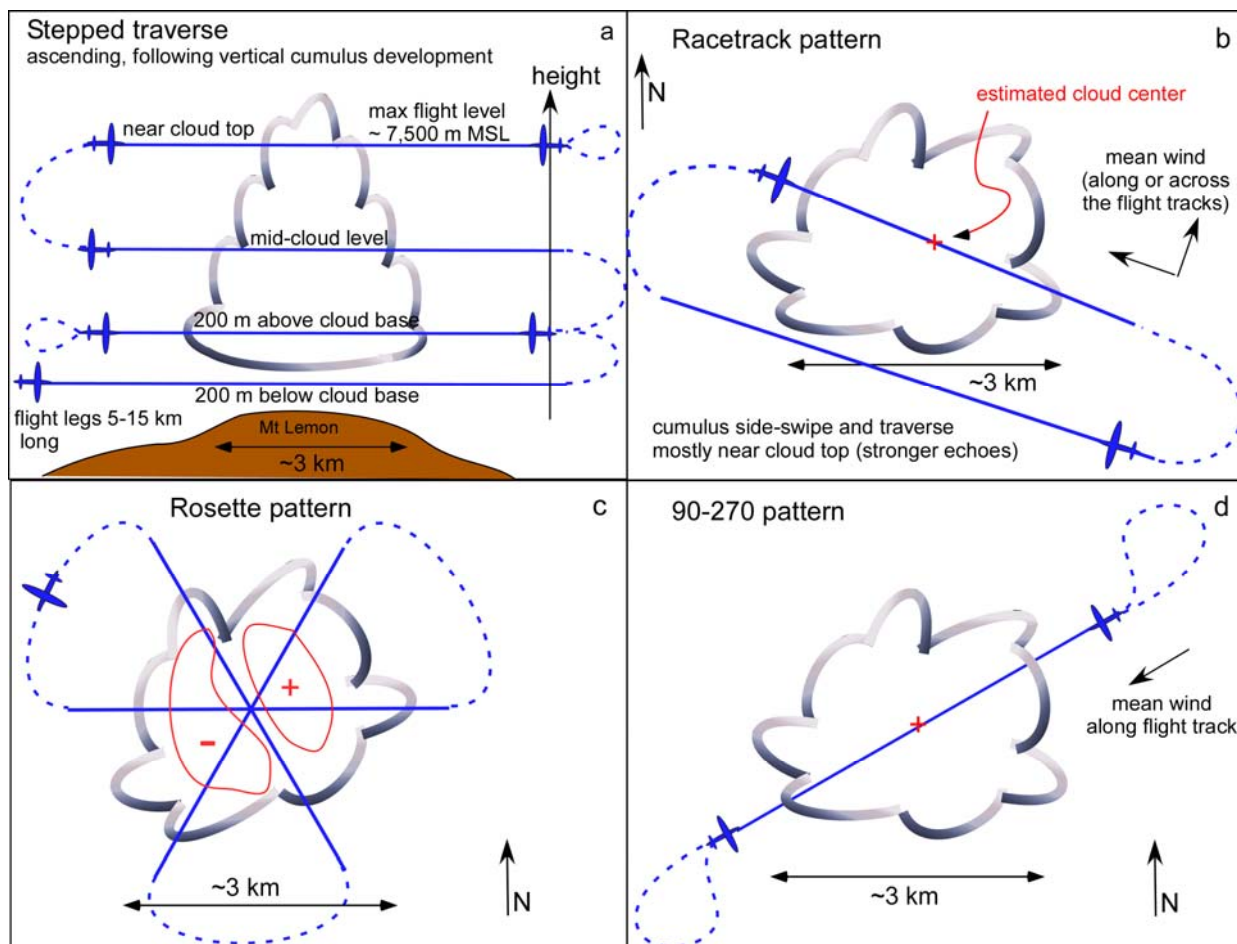 Stepped traverse
a
ascending, following vertical cumulus development
height
near cloud top
max flight level
~ 7,500 m MSL
mid-cloud level
200 m above cloud base
200 m below cloud base
flight legs 5-15 km
long
Mt Lemon
~3 km
Racetrack pattern
b
N
estimated cloud center
+
mean wind
(along or across
the flight tracks)
~3 km
cumulus side-swipe and traverse
mostly near cloud top (stronger echoes)
Rosette pattern
c
+
-
~3 km
N
90-270 pattern
d
+
mean wind
along flight track
~3 km
N